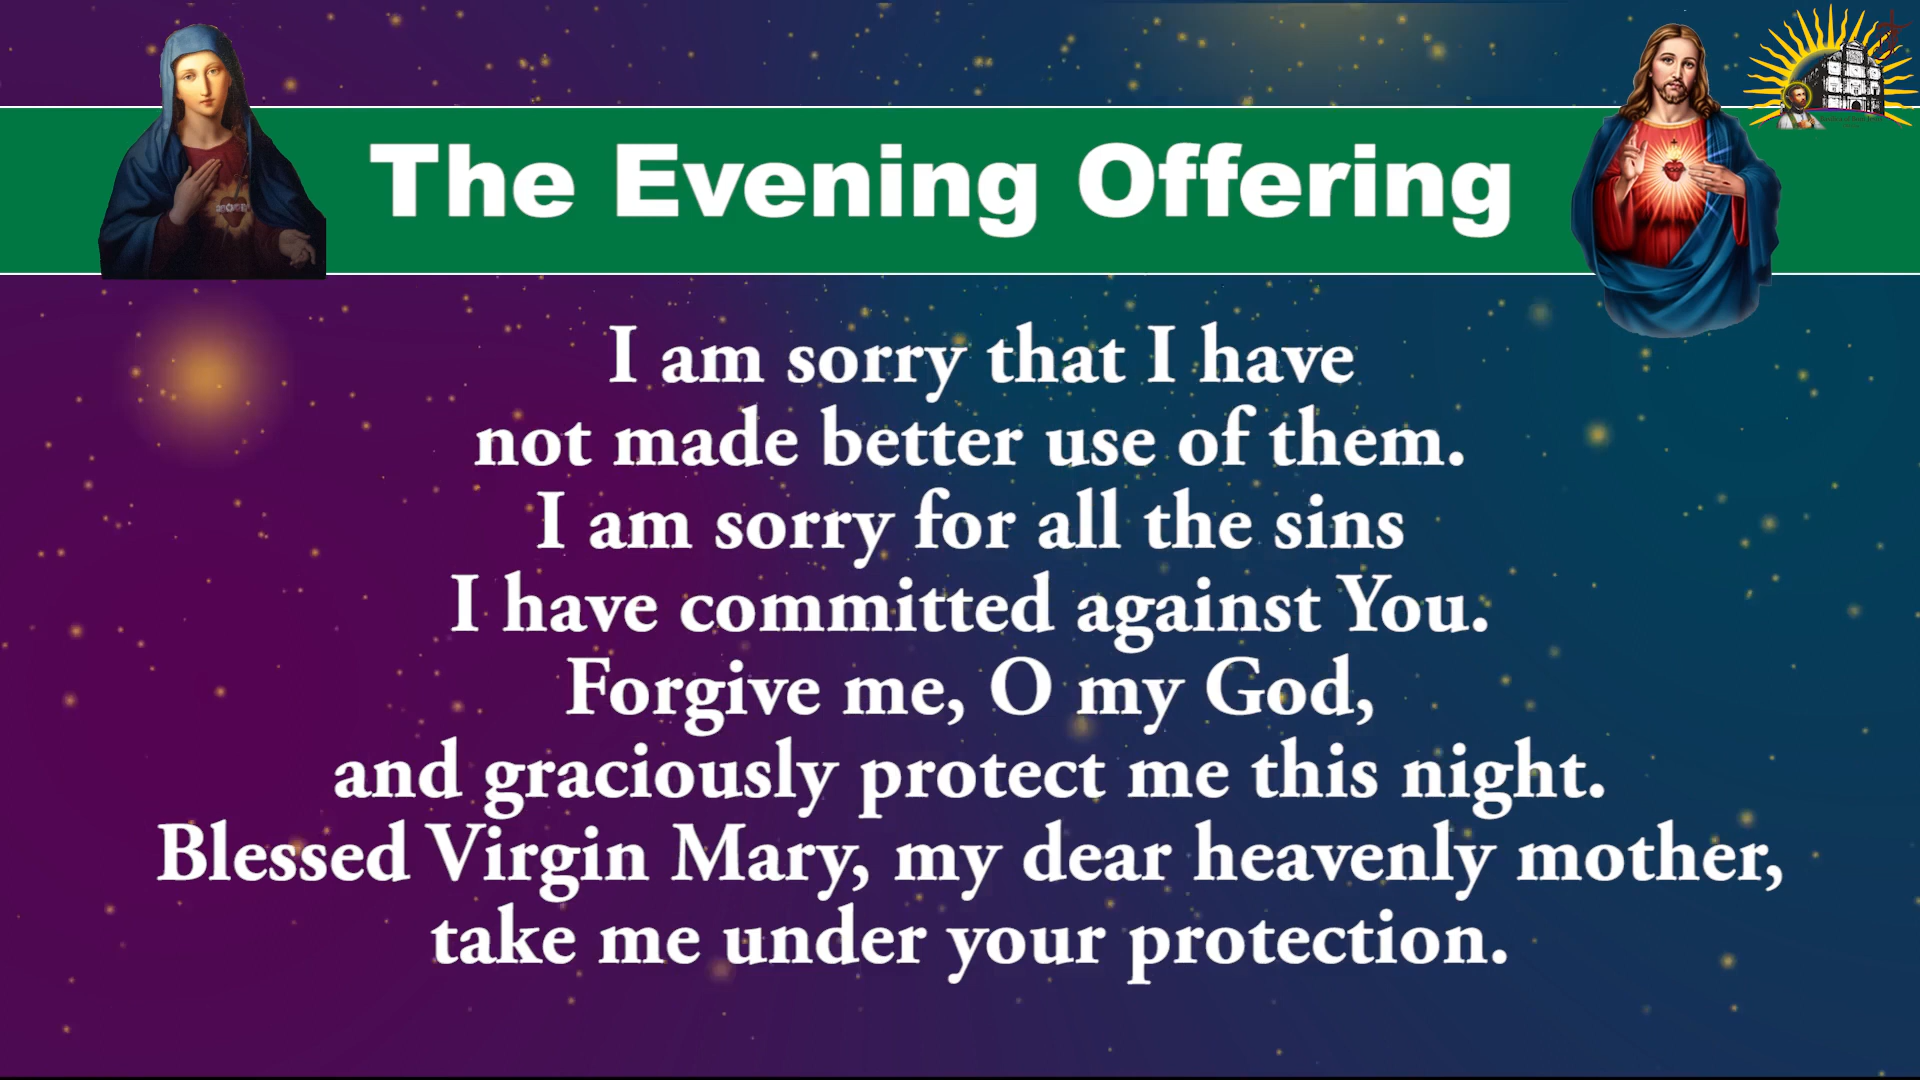 The Evening Offering
I am sorry that I have
not made better use of them.
I am sorry for all the sins
I have committed against You.
Forgive me, O my God,
and graciously protect me this night.
Blessed Virgin Mary, my dear heavenly mother,
take me under your protection.